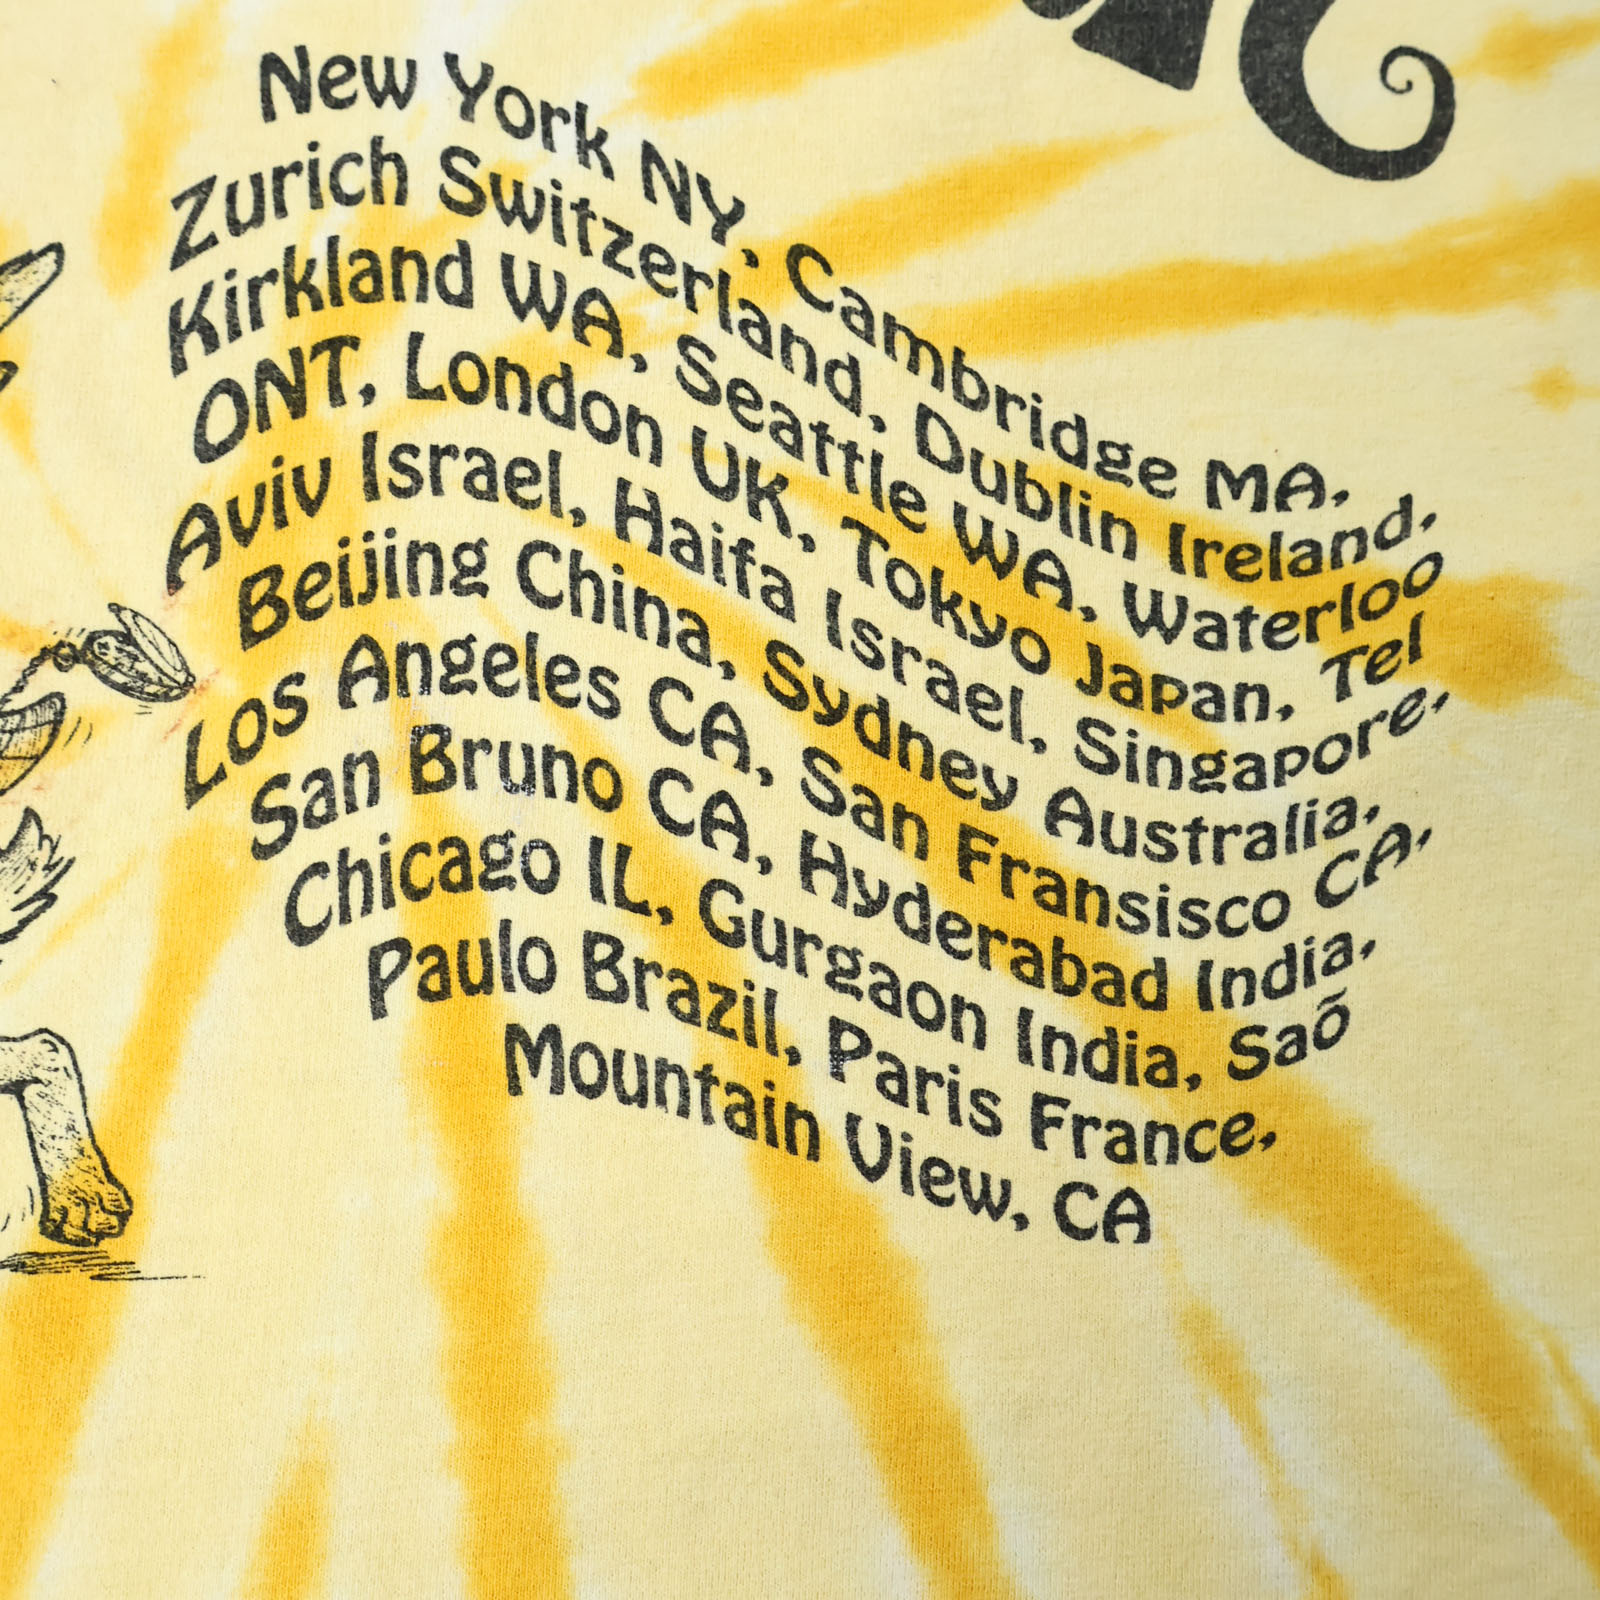 New York NY, Cambridge MA,
Zurich Switzerland, Dublin Ireland,
Kirkland WA, Seattle WA, Waterloo
ONT, London UK, Tokyo Japan, Tel
Aviv Israel, Haifa Israel, Singapore,
Beijing China, Sydney Australia,
Los Angeles CA, San Fransisco CA,
San Bruno CA, Hyderabad India,
Chicago IL, Gurgaon India, Saõ
Paulo Brazil, Paris France,
Mountain View, CA